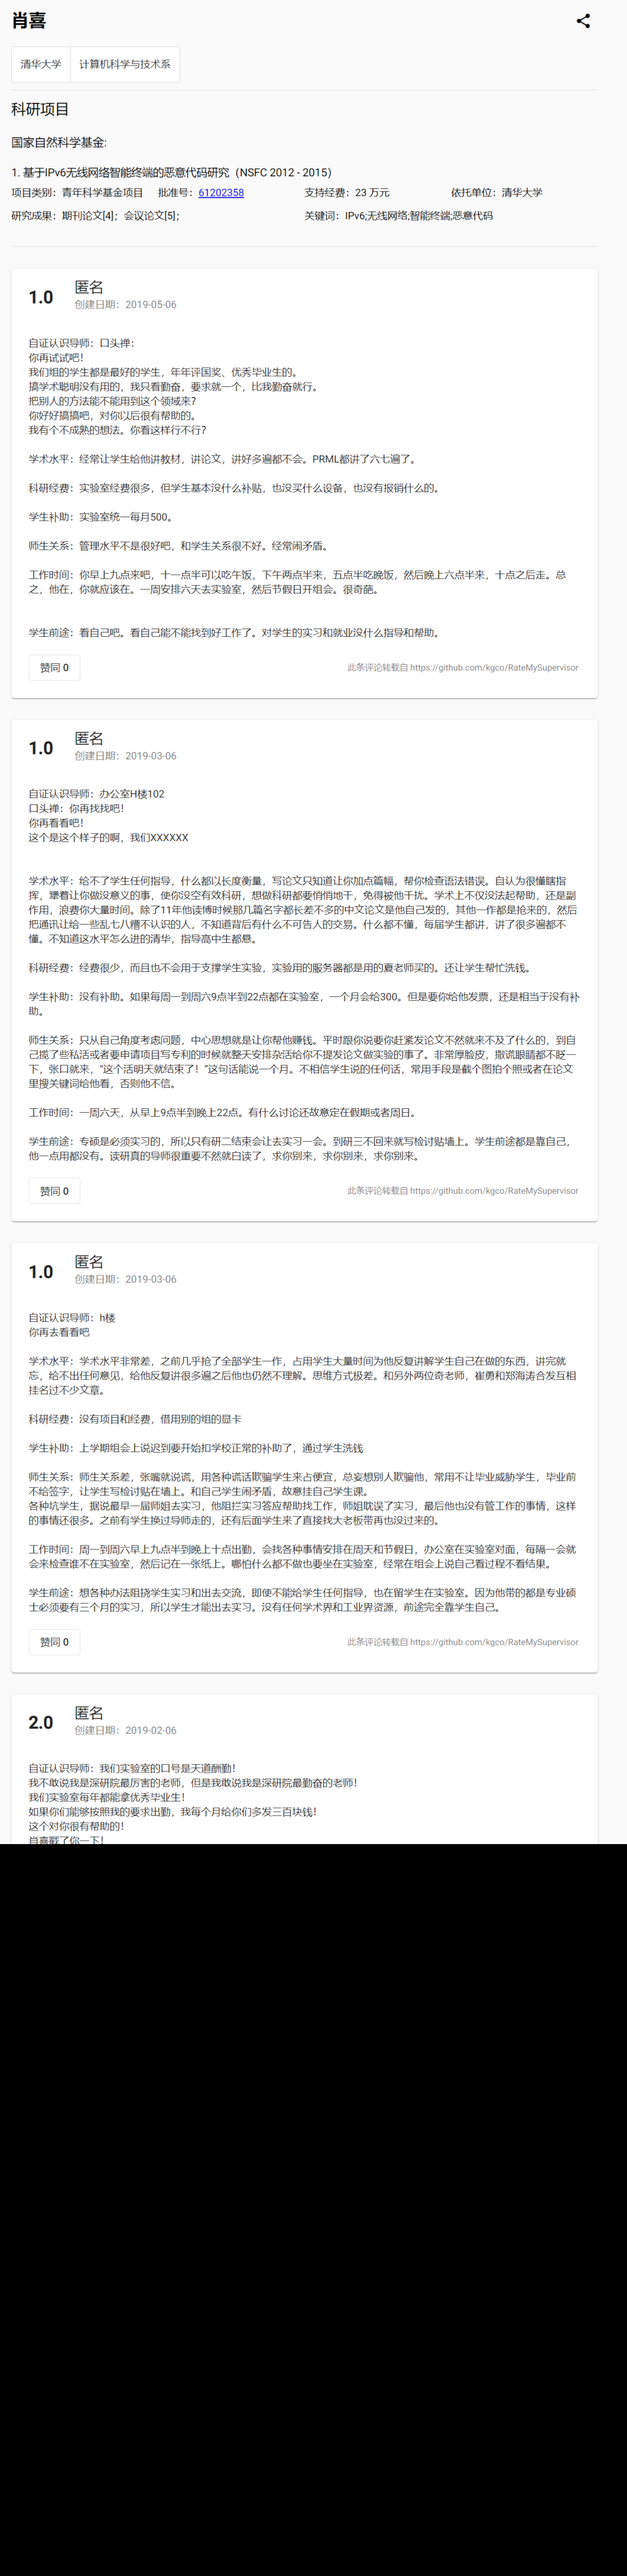 肖喜
清华大学
计算机科学与技术系
科研项目
国家自然科学基金:
1. 基于IPv6无线网络智能终端的恶意代码研究（NSFC 2012 - 2015）
项目类别：青年科学基金项目 批准号：61202358 支持经费：23 万元 依托单位：清华大学
研究成果：期刊论文[4]；会议论文[5]； 关键词：IPv6;无线网络;智能终端;恶意代码
1.0
匿名
创建日期：2019-05-06
自证认识导师：口头禅：
你再试试吧！
我们组的学生都是最好的学生，年年评国奖、优秀毕业生的。
搞学术聪明没有用的，我只看勤奋，要求就一个，比我勤奋就行。
把别人的方法能不能用到这个领域来?
你好好搞搞吧，对你以后很有帮助的。
我有个不成熟的想法。你看这样行不行?
学术水平：经常让学生给他讲教材，讲论文，讲好多遍都不会。PRML都讲了六七遍了。
科研经费：实验室经费很多，但学生基本没什么补贴，也没买什么设备，也没有报销什么的。
学生补助：实验室统一每月500。
师生关系：管理水平不是很好吧，和学生关系很不好。经常闹矛盾。
工作时间：你早上九点来吧，十一点半可以吃午饭，下午两点半来，五点半吃晚饭，然后晚上六点半来，十点之后走。总
之，他在，你就应该在。一周安排六天去实验室，然后节假日开组会。很奇葩。
学生前途：看自己吧。看自己能不能找到好工作了。对学生的实习和就业没什么指导和帮助。
赞同 0
此条评论转载自 https://github.com/kgco/RateMySupervisor
1.0
匿名
创建日期：2019-03-06
自证认识导师：办公室H楼102
口头禅：你再找找吧！
你再看看吧！
这个是这个样子的啊，我们XXXXXX
学术水平：给不了学生任何指导，什么都以长度衡量，写论文只知道让你加点篇幅，帮你检查语法错误。自认为很懂瞎指
挥，犟着让你做没意义的事，使你没空有效科研，想做科研都要悄悄地干，免得被他干扰。学术上不仅没法起帮助，还是副
作用，浪费你大量时间。除了11年他读博时候那几篇名字都长差不多的中文论文是他自己发的，其他一作都是抢来的，然后
把通讯让给一些乱七八糟不认识的人，不知道背后有什么不可告人的交易。什么都不懂，每届学生都讲，讲了很多遍都不
懂。不知道这水平怎么进的清华，指导高中生都悬。
科研经费：经费很少，而目也不会用于支撑学生实验，实验用的服务器都是用的夏老师买的。还让学生帮忙洗钱。
学生补助：没有补助。如果每周一到周六9点半到22点都在实验室，一个月会给300。但是要你给他发票，还是相当于没有补
助。
师生关系：只从自己角度考虑问题，中心思想就是让你帮他赚钱。平时跟你说要你赶紧发论文不然就来不及了什么的，到自
己揽了些私活或者要申请项目写专利的时候就整天安排杂活给你不提发论文做实验的事了。非常厚脸皮，撒谎眼睛都不眨一
下，张口就来，“这个活明天就结束了！”这句话能说一个月。不相信学生说的任何话，常用手段是截个图拍个照或者在论文
里搜关键词给他看，否则他不信。
工作时间：一周六天，从早上9点半到晚上22点。有什么讨论还故意定在假期或者周日。
学生前途：专硕是必须实习的，所以只有研二结束会让去实习一会。到研三不回来就写检讨贴墙上。学生前途都是靠自己，
他一点用都没有。读研真的导师很重要不然就白读了，求你别来，求你别来，求你别来。
赞同 0
此条评论转载自 https://github.com/kgco/RateMySupervisor
1.0
匿名
创建日期：2019-03-06
自证认识导师：h楼
你再去看看吧
学术水平：学术水平非常差，之前几乎抢了全部学生一作，占用学生大量时间为他反复讲解学生自己在做的东西，讲完就
忘，给不出任何意见，给他反复讲很多遍之后他也仍然不理解。思维方式极差。和另外两位奇老师，崔勇和郑海涛合发互相
挂名过不少文章。
科研经费：没有项目和经费，借用别的组的显卡
学生补助：上学期组会上说迟到要开始扣学校正常的补助了，通过学生洗钱
师生关系：师生关系差，张嘴就说谎，用各种谎话欺骗学生来占便宜，总妄想别人欺骗他，常用不让毕业威胁学生，毕业前
不给签字，让学生写检讨贴在墙上。和自己学生闹矛盾，故意挂自己学生课。
各种坑学生，据说最早一届师姐去实习，他阻拦实习答应帮助找工作，师姐耽误了实习，最后他也没有管工作的事情，这样
的事情还很多。之前有学生换过导师走的，还有后面学生来了直接找大老板带再也没过来的。
工作时间：周一到周六早上九点半到晚上十点出勤，会找各种事情安排在周天和节假日，办公室在实验室对面，每隔一会就
会来检查谁不在实验室，然后记在一张纸上。哪怕什么都不做也要坐在实验室，经常在组会上说自己看过程不看结果。
学生前途：想各种办法阻挠学生实习和出去交流，即使不能给学生任何指导，也在留学生在实验室。因为他带的都是专业硕
士必须要有三个月的实习，所以学生才能出去实习。没有任何学术界和工业界资源，前途完全靠学生自己。
赞同 0
此条评论转载自 https://github.com/kgco/RateMySupervisor
2.0
匿名
创建日期：2019-02-06
自证认识导师：我们实验室的口号是天道酬勤！
我不敢说我是深研院最厉害的老师，但是我敢说我是深研院最勤奋的老师！
我们实验室每年都能拿优秀毕业生！
如果你们能够按照我的要求出勤，我每个月给你们多发三百块钱！
这个对你很有帮助的！
肖喜戳了你一下！